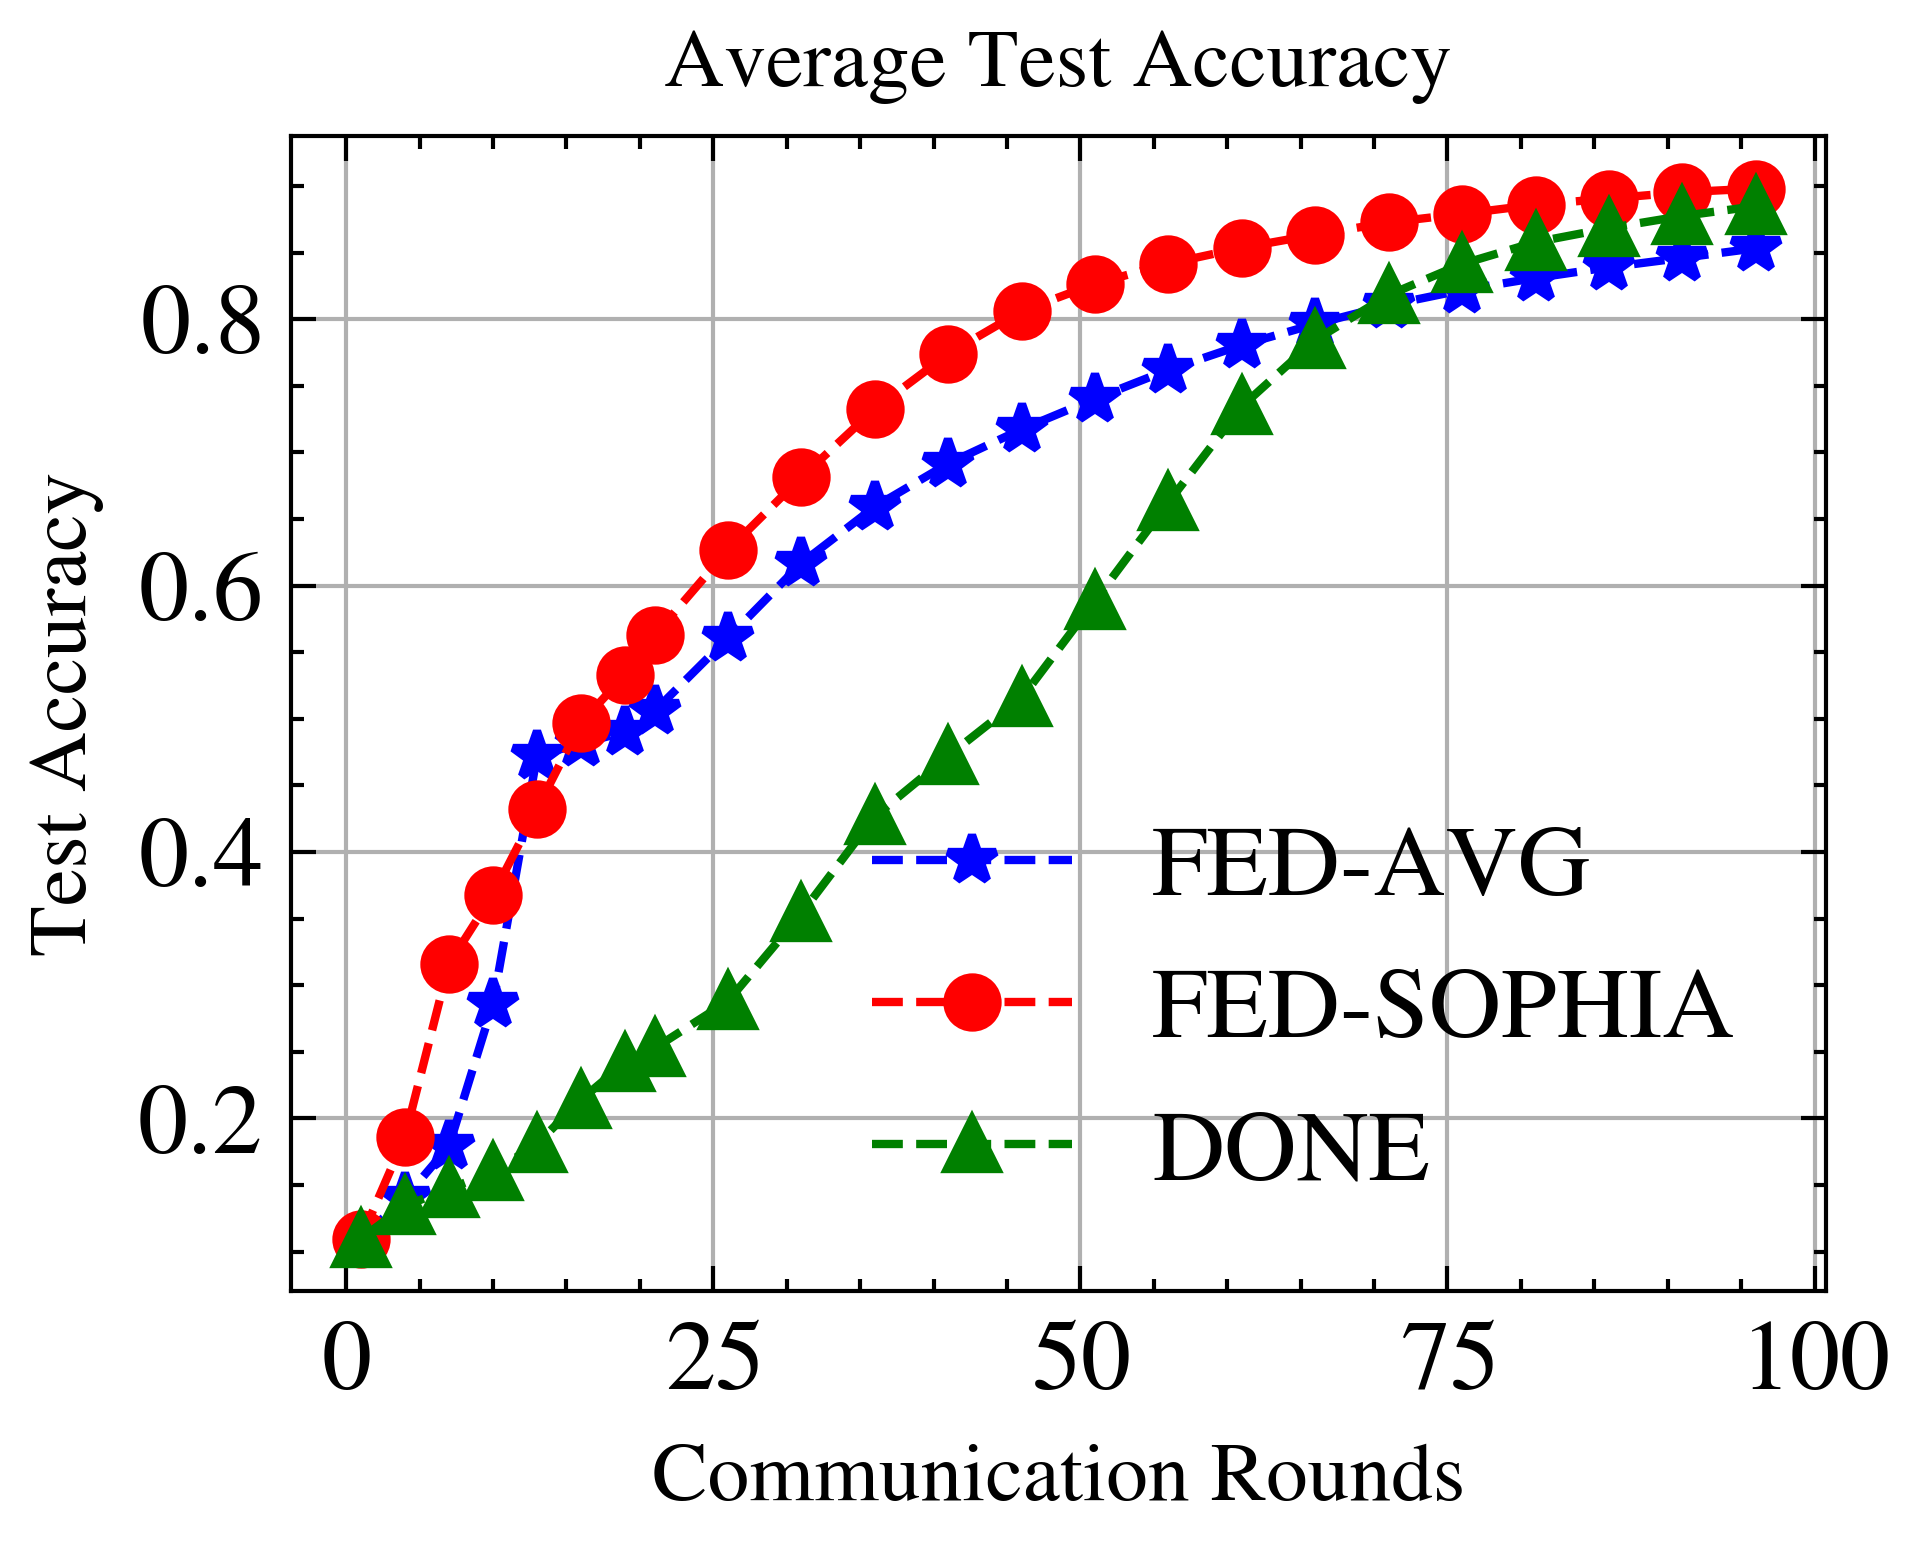 Average Test Accuracy
Test Accuracy
0.8
0.6
0.4
0.2
FED-AVG
FED-SOPHIA
DONE
0 25 50 75 100
Communication Rounds